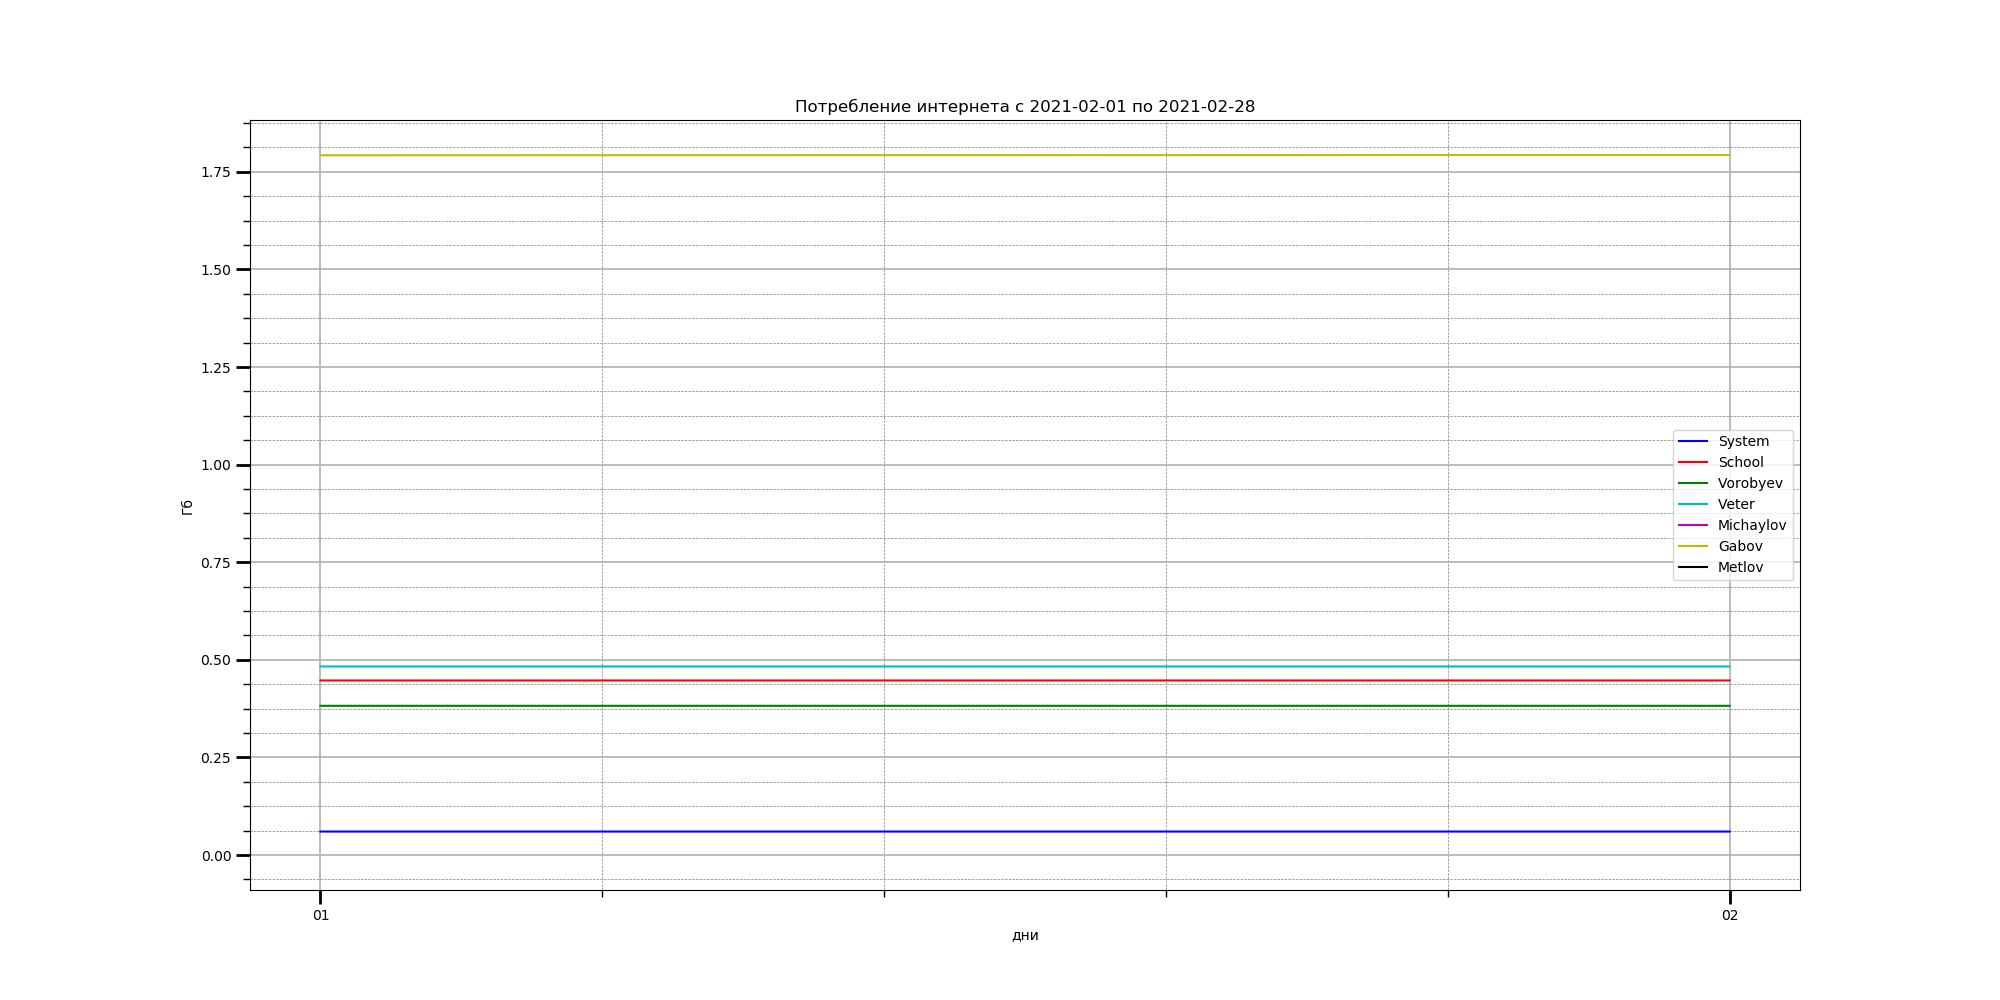 Потребление интернета с 2021-02-01 по 2021-02-28
1.75
1.50
1.25
1.00
0.75
0.50
0.25
0.00
Гб
System
School
Vorobyev
Veter
Michaylov
Gabov
Metlov
01
02
дни